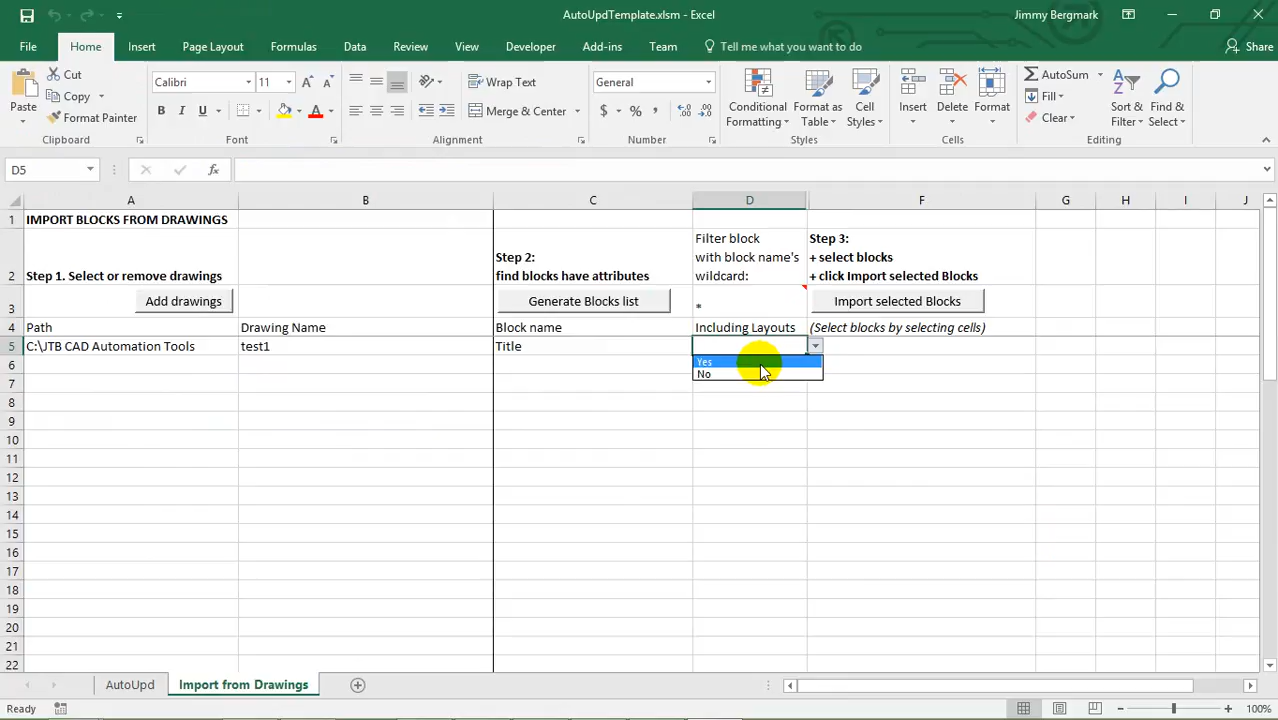 AutoUpdTemplate.xlsm - Excel
Jimmy Bergmark
File Home Insert Page Layout Formulas Data Review View Developer Add-ins Team Tell me what you want to do Share
Paste
Cut
Copy
Format Painter
Clipboard
Calibri 11
B I U
Font
Wrap Text
Merge & Center
Alignment
General
$ % ,
Number
Conditional Formatting
Format as Table
Cell Styles
Styles
Insert
Delete
Format
Cells
AutoSum
Fill
Clear
Sort & Filter
Find & Select
Editing
D5
fx
A B C D F G H I J
1 IMPORT BLOCKS FROM DRAWINGS
2 Step 1. Select or remove drawings
Step 2:
find blocks have attributes
Filter block
with block name's
wildcard:
Step 3:
+ select blocks
+ click Import selected Blocks
3 Add drawings Generate Blocks list * Import selected Blocks
4 Path Drawing Name Block name Including Layouts (Select blocks by selecting cells)
5 C:\JTB CAD Automation Tools test1 Title
Yes
No
6
7
8
9
10
11
12
13
14
15
16
17
18
19
20
21
22
AutoUpd Import from Drawings
Ready
100%